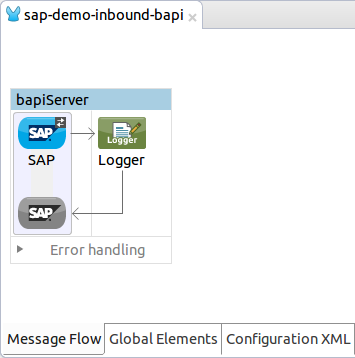 sap-demo-inbound-bapi
bapiServer
SAP
Logger
SAP Logger
SAP
Error handling
Message Flow Global Elements Configuration XML